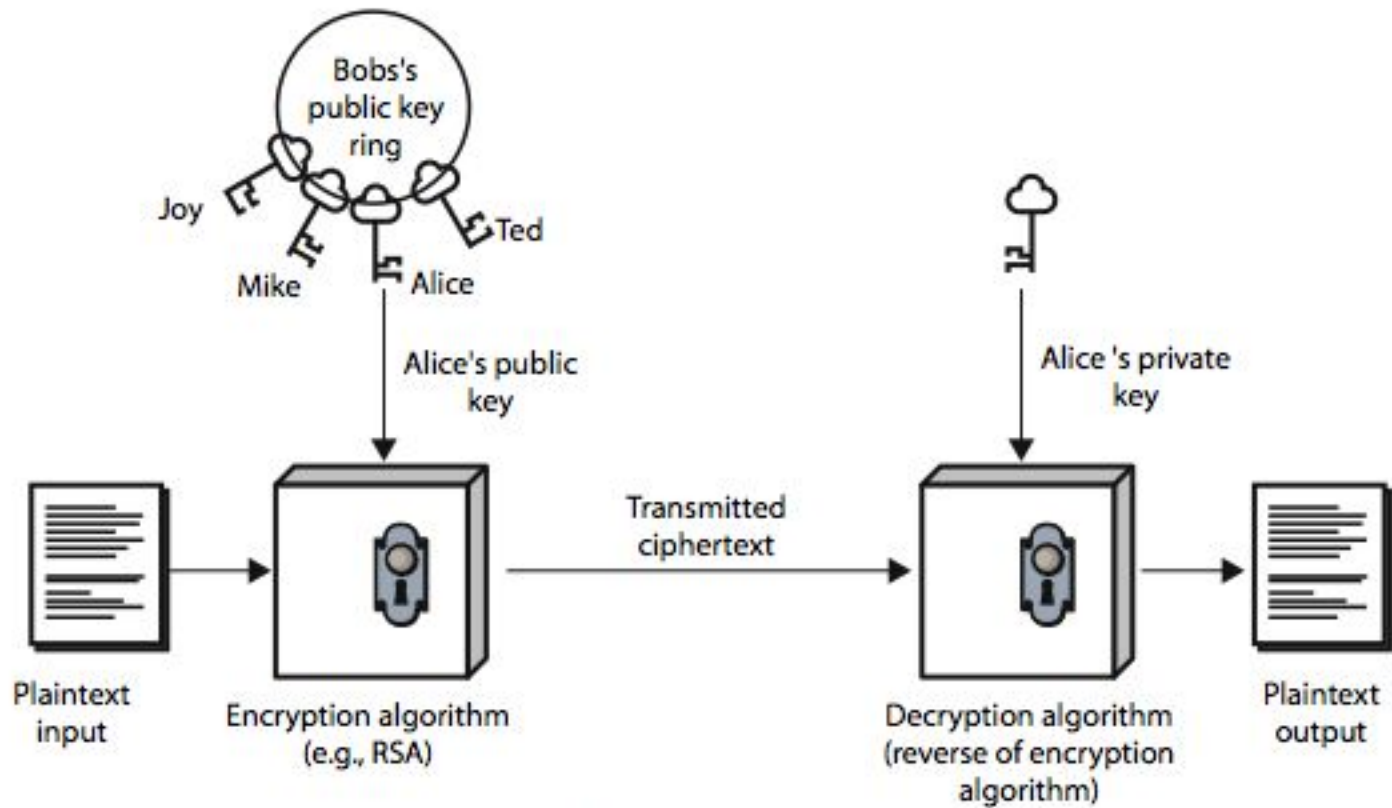 Bobs's
public key
ring
Joy
Mike
Alice
Ted
Alice's public
key
Alice 's private
key
Transmitted
ciphertext
Plaintext
input
Encryption algorithm
(e.g., RSA)
Decryption algorithm
(reverse of encryption
algorithm)
Plaintext
output